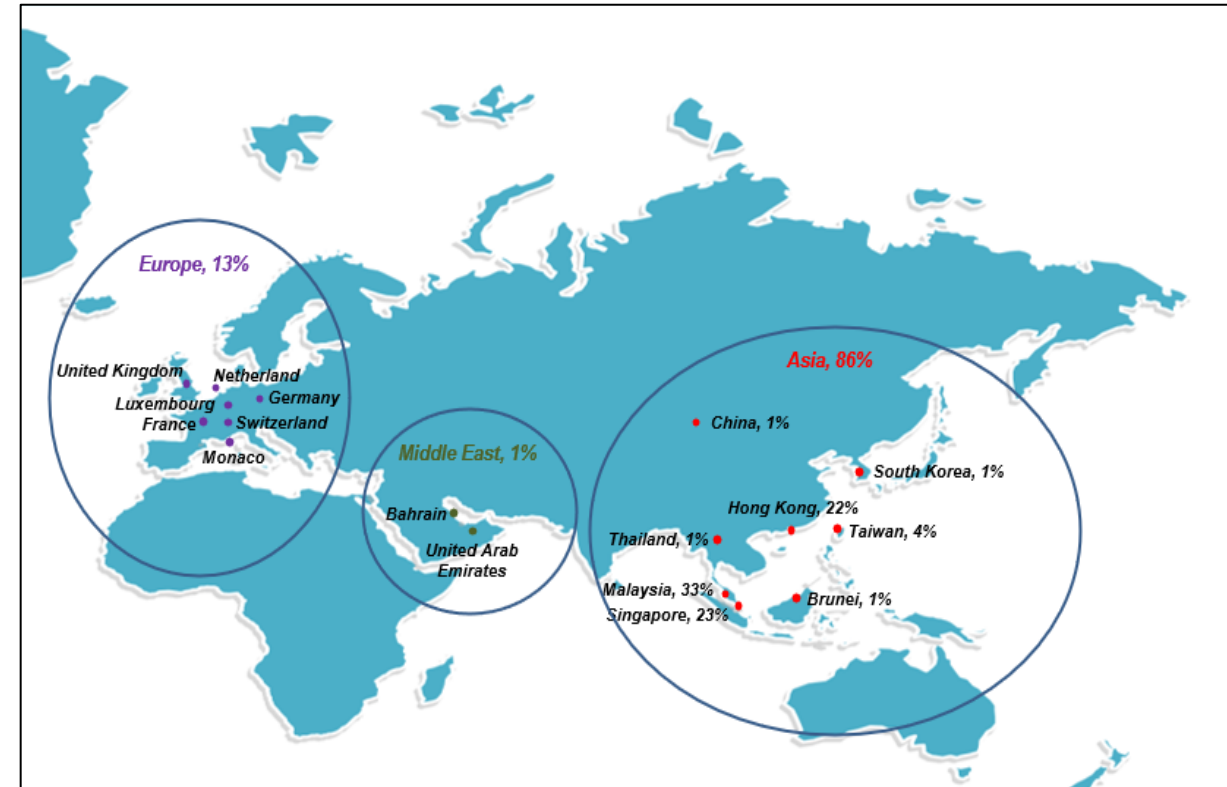 Europe, 13%
United Kingdom
Netherland
Luxembourg
Germany
France
Switzerland
Monaco
Middle East, 1%
Bahrain
United Arab
Emirates
Asia, 86%
China, 1%
South Korea, 1%
Hong Kong, 22%
Taiwan, 4%
Thailand, 1%
Malaysia, 33%
Singapore, 23%
Brunei, 1%